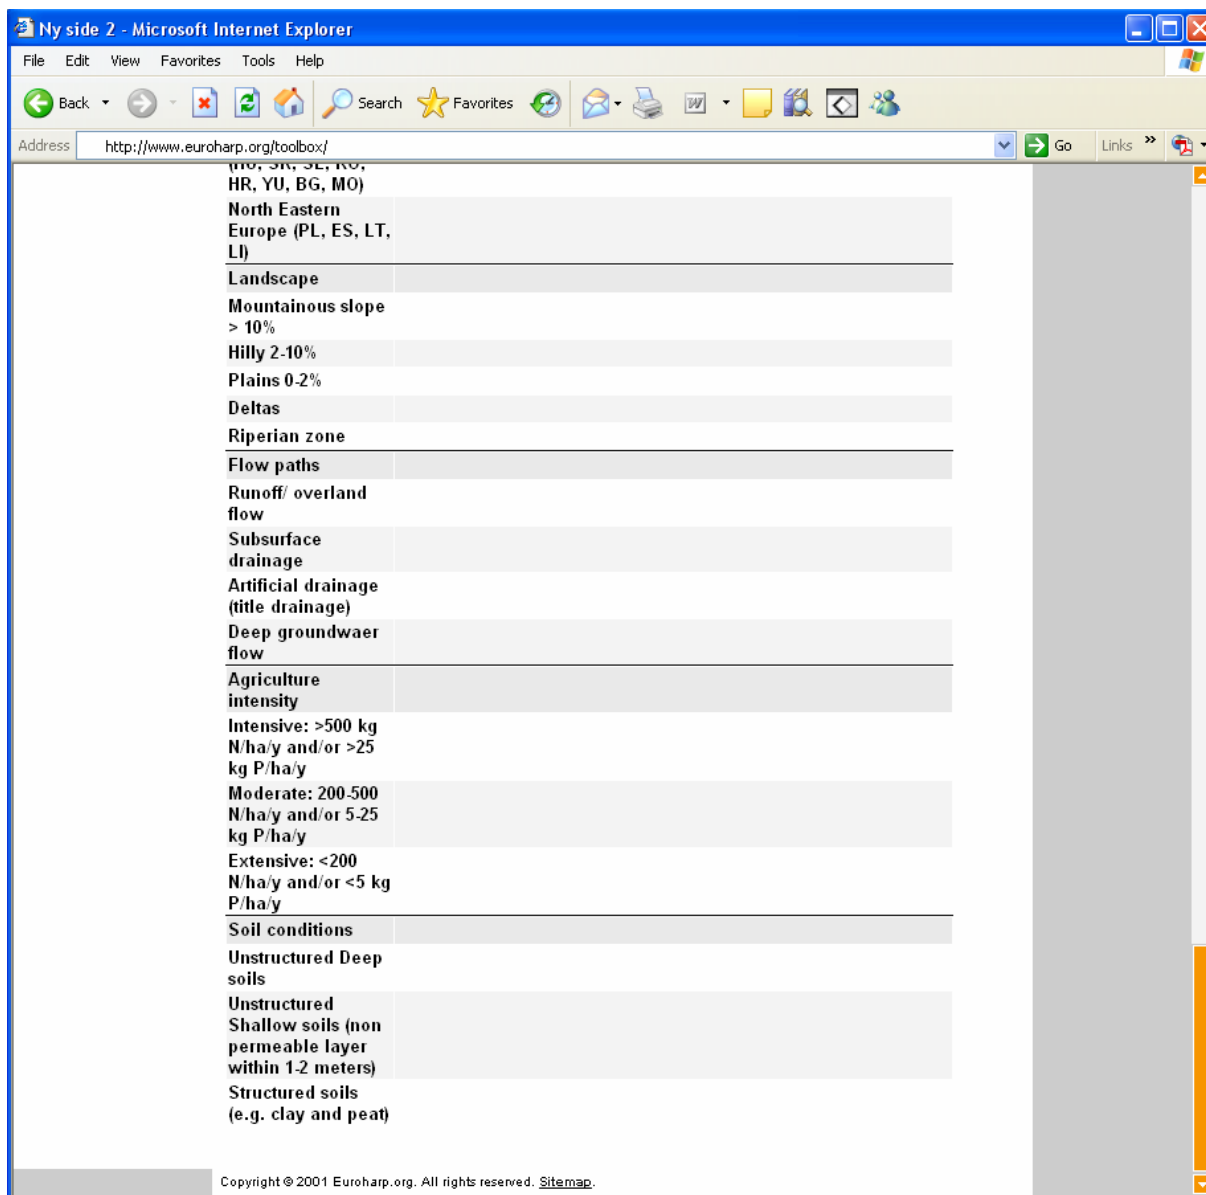 Ny side 2 - Microsoft Internet Explorer
File Edit View Favorites Tools Help
Back Search Favorites
Address http://www.euroharp.org/toolbox/ Go Links »
(HU, SK, SL, RO,
HR, YU, BG, MO)
North Eastern
Europe (PL, ES, LT,
LI)
Landscape
Mountainous slope
> 10%
Hilly 2-10%
Plains 0-2%
Deltas
Riperian zone
Flow paths
Runoff/ overland
flow
Subsurface
drainage
Artificial drainage
(title drainage)
Deep groundwaer
flow
Agriculture
intensity
Intensive: >500 kg
N/ha/y and/or >25
kg P/ha/y
Moderate: 200-500
N/ha/y and/or 5-25
kg P/ha/y
Extensive: <200
N/ha/y and/or <5 kg
P/ha/y
Soil conditions
Unstructured Deep
soils
Unstructured
Shallow soils (non
permeable layer
within 1-2 meters)
Structured soils
(e.g. clay and peat)
Copyright © 2001 Euroharp.org. All rights reserved. Sitemap.